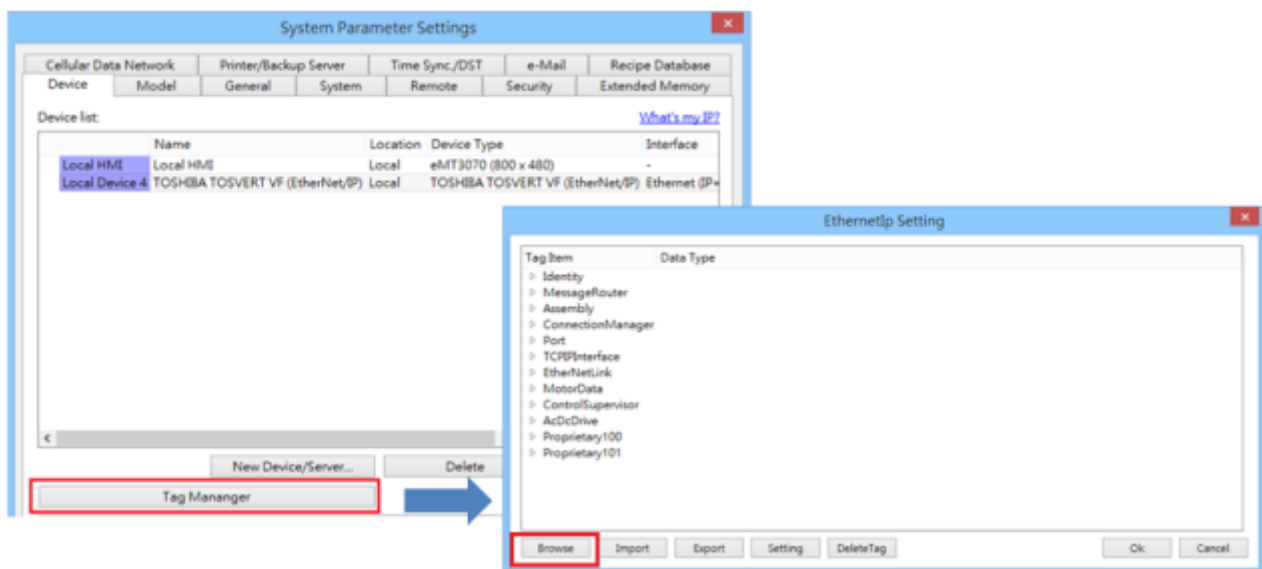 System Parameter Settings
Cellular Data Network Printer/Backup Server Time Sync./DST e-Mail Recipe Database
Device Model General System Remote Security Extended Memory
Device list: What's my IP?
Name Location Device Type Interface
Local HMI Local HMI Local eMT3070 (800 x 480) -
Local Device 4 TOSHIBA TOSVERT VF (EtherNet/IP) Local TOSHIBA TOSVERT VF (EtherNet/IP) Ethernet (IP=
New Device/Server... Delete
Tag Mananger
EthernetIp Setting
Tag Item Data Type
Identity
MessageRouter
Assembly
ConnectionManager
Port
TCPIPInterface
EtherNetLink
MotorData
ControlSupervisor
AcDcDrive
Proprietary100
Proprietary101
Browse Import Export Setting DeleteTag Ok Cancel